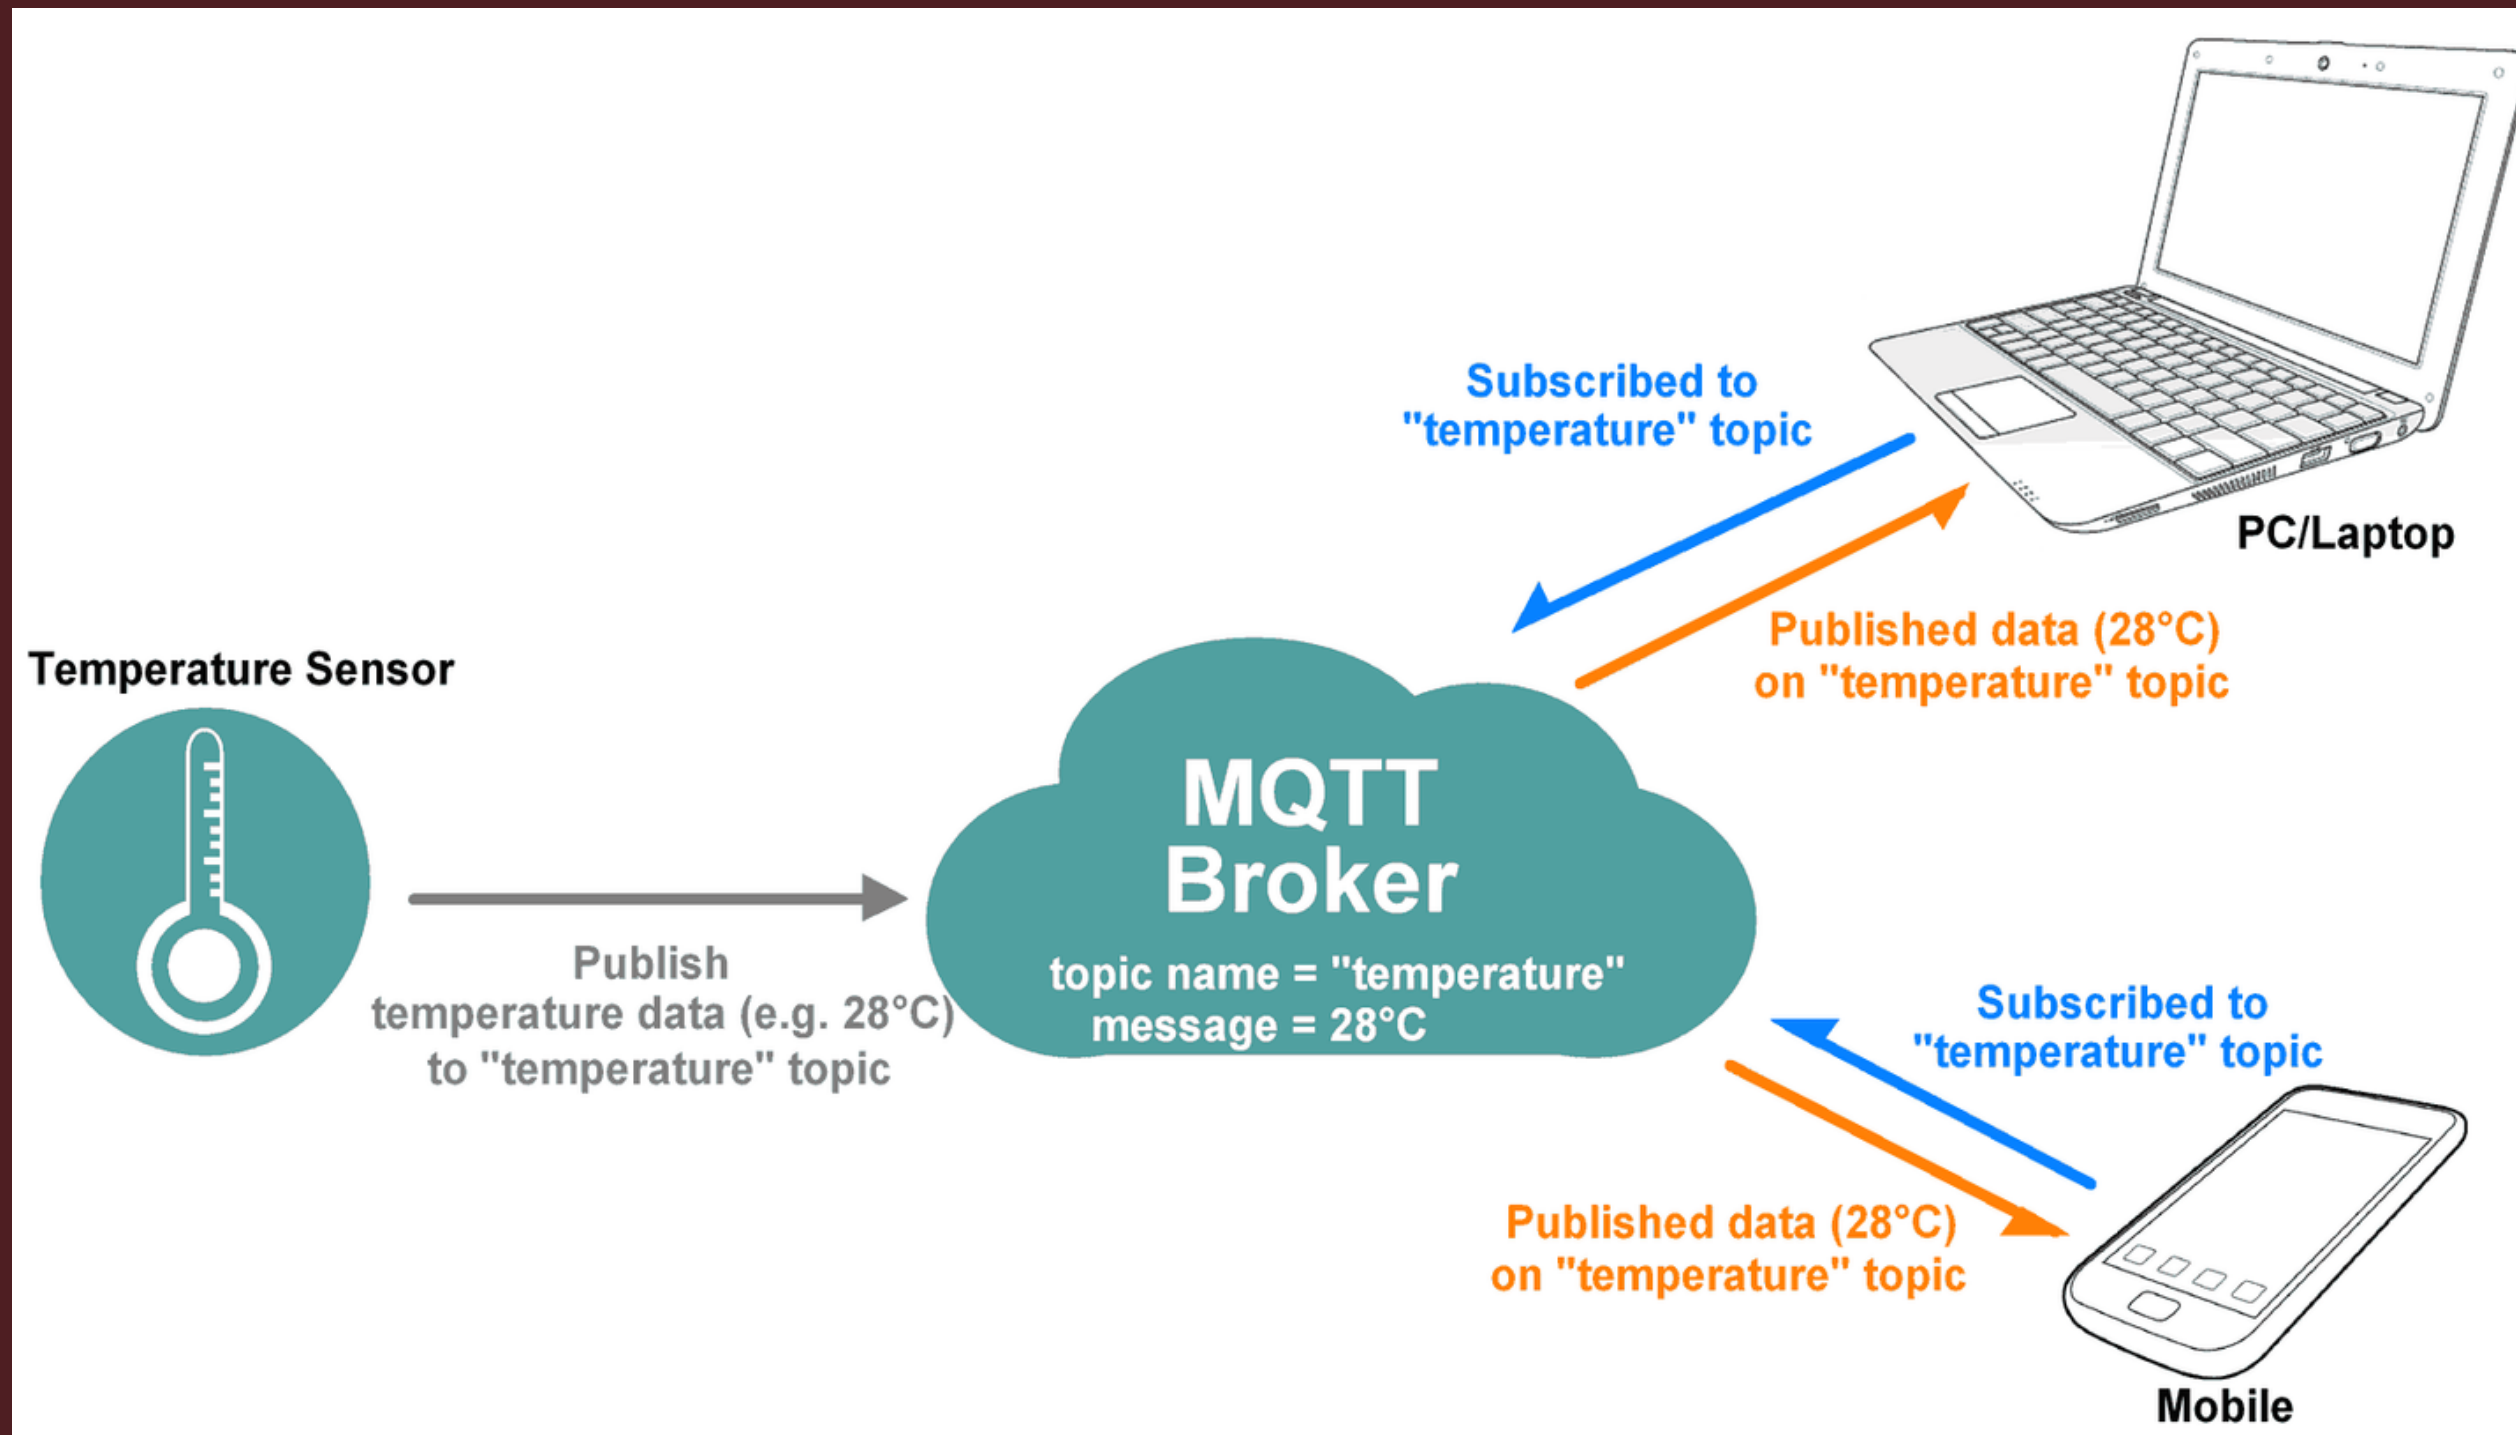 Subscribed to
"temperature" topic
PC/Laptop
Published data (28°C)
on "temperature" topic
Temperature Sensor
MQTT
Broker
topic name = "temperature"
message = 28°C
Publish
temperature data (e.g. 28°C)
to "temperature" topic
Subscribed to
"temperature" topic
Published data (28°C)
on "temperature" topic
Mobile